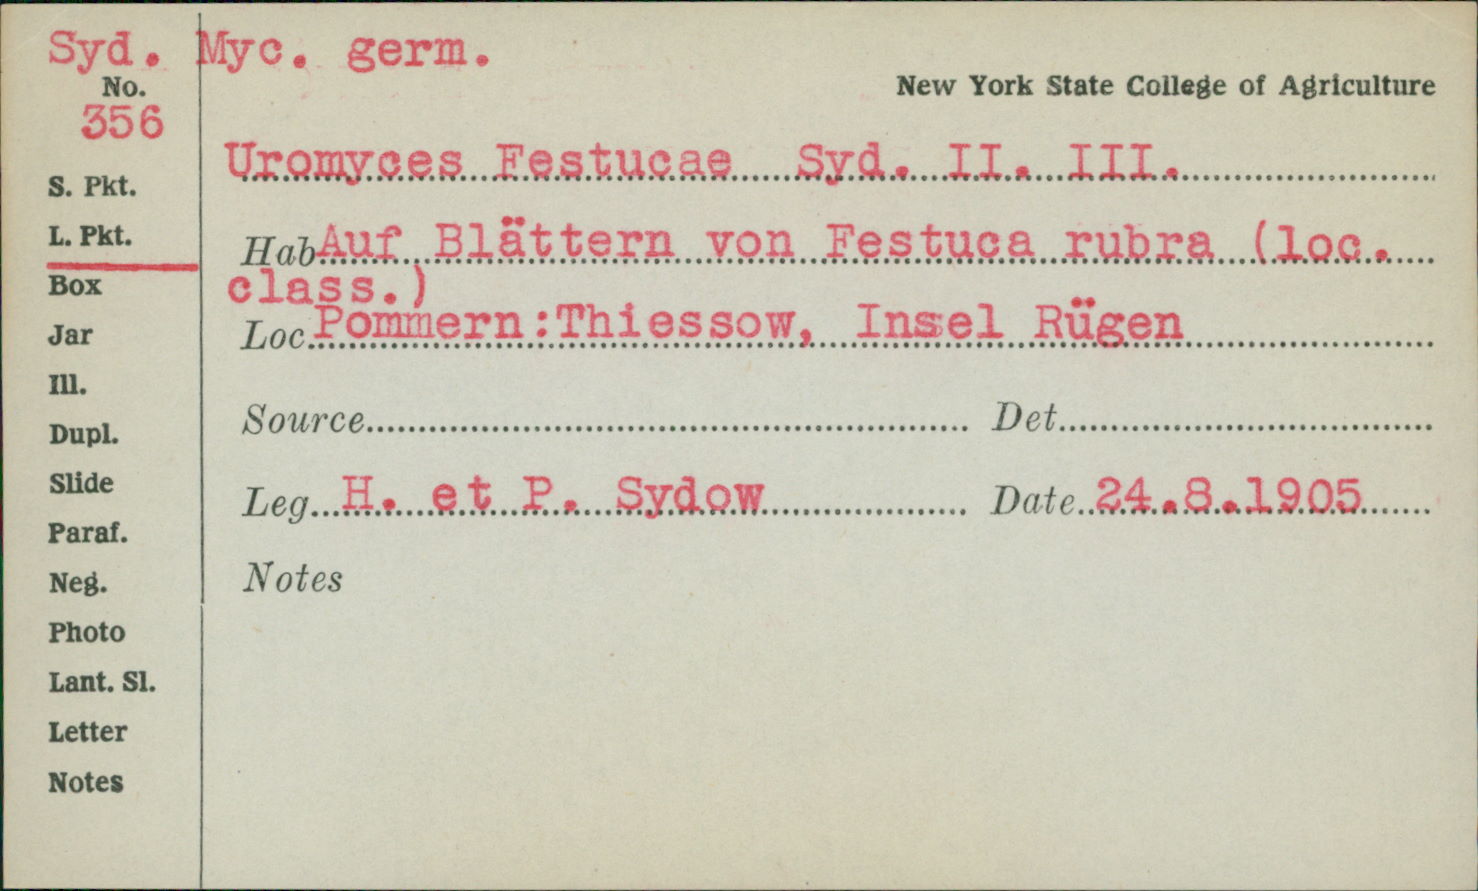 Syd. Myc. germ.
No.
356
New York State College of Agriculture
Uromyces Festucae Syd. II. III.
S. Pkt.
L. Pkt.
Box
Jar
Ill.
Dupl.
Slide
Paraf.
Neg.
Photo
Lant. Sl.
Letter
Notes
Hab Auf Blättern von Festuca rubra (loc.
class.)
Loc. Pommern:Thiessow, Insel Rügen
Source Det.
Leg. H. et P. Sydow Date 24.8.1905
Notes